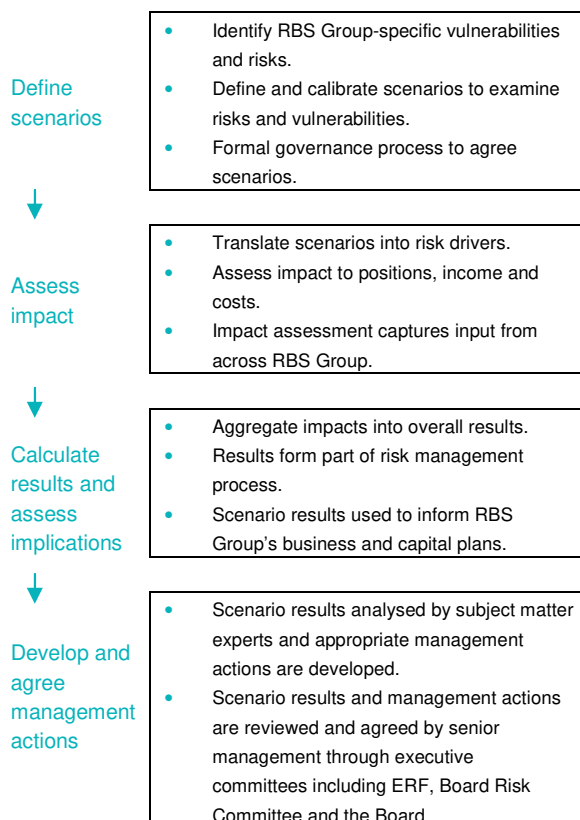 Define
scenarios
• Identify RBS Group-specific vulnerabilities
and risks.
• Define and calibrate scenarios to examine
risks and vulnerabilities.
• Formal governance process to agree
scenarios.
Assess
impact
• Translate scenarios into risk drivers.
• Assess impact to positions, income and
costs.
• Impact assessment captures input from
across RBS Group.
Calculate
results and
assess
implications
• Aggregate impacts into overall results.
• Results form part of risk management
process.
• Scenario results used to inform RBS
Group's business and capital plans.
Develop and
agree
management
actions
• Scenario results analysed by subject matter
experts and appropriate management
actions are developed.
• Scenario results and management actions
are reviewed and agreed by senior
management through executive
committees including ERF, Board Risk
Committee and the Board.